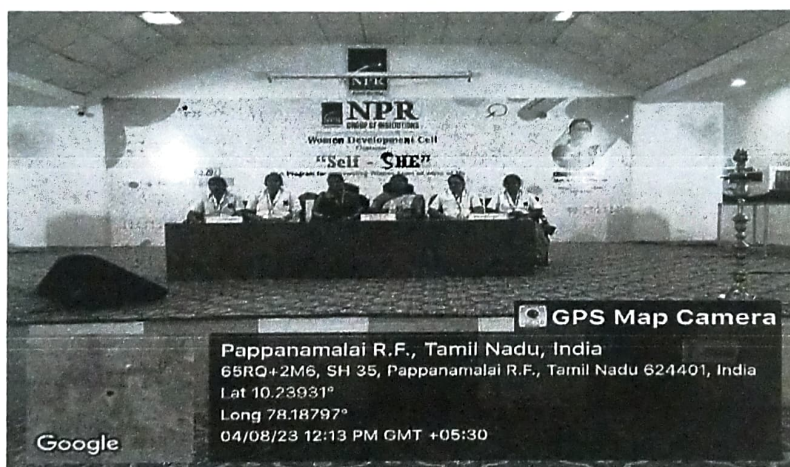 NPR
NPR
GROUP OF INSTITUTIONS
Women Development Cell
"Self - SHE"
Program for
GPS Map Camera
Pappanamalai R.F., Tamil Nadu, India
65RQ+2M6, SH 35, Pappanamalai R.F., Tamil Nadu 624401, India
Lat 10.23931°
Long 78.18797°
04/08/23 12:13 PM GMT +05:30
Google